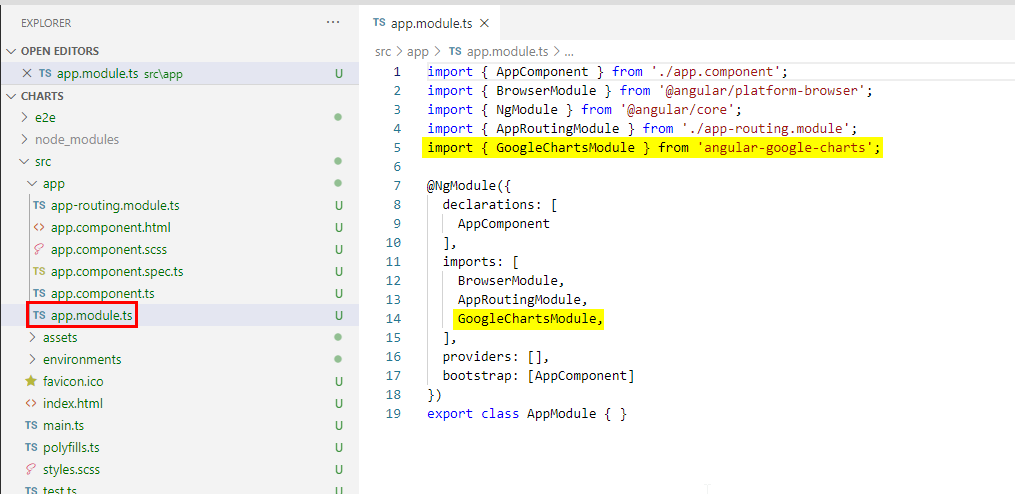 EXPLORER
OPEN EDITORS
TS app.module.ts src\app U
CHARTS
e2e
node_modules
src
app
app-routing.module.ts U
app.component.html U
app.component.scss U
TS app.component.spec.ts U
TS app.component.ts U
TS app.module.ts U
assets
environments
favicon.ico U
index.html U
TS main.ts U
TS polyfills.ts U
styles.scss U
TS test.ts U
TS app.module.ts
src > app > TS app.module.ts > ...
1 import { AppComponent } from './app.component';
2 import { BrowserModule } from '@angular/platform-browser';
3 import { NgModule } from '@angular/core';
4 import { AppRoutingModule } from './app-routing.module';
5 import { GoogleChartsModule } from 'angular-google-charts';
6
7 @NgModule({
8   declarations: [
9     AppComponent
10   ],
11   imports: [
12     BrowserModule,
13     AppRoutingModule,
14     GoogleChartsModule,
15   ],
16   providers: [],
17   bootstrap: [AppComponent]
18 })
19 export class AppModule { }